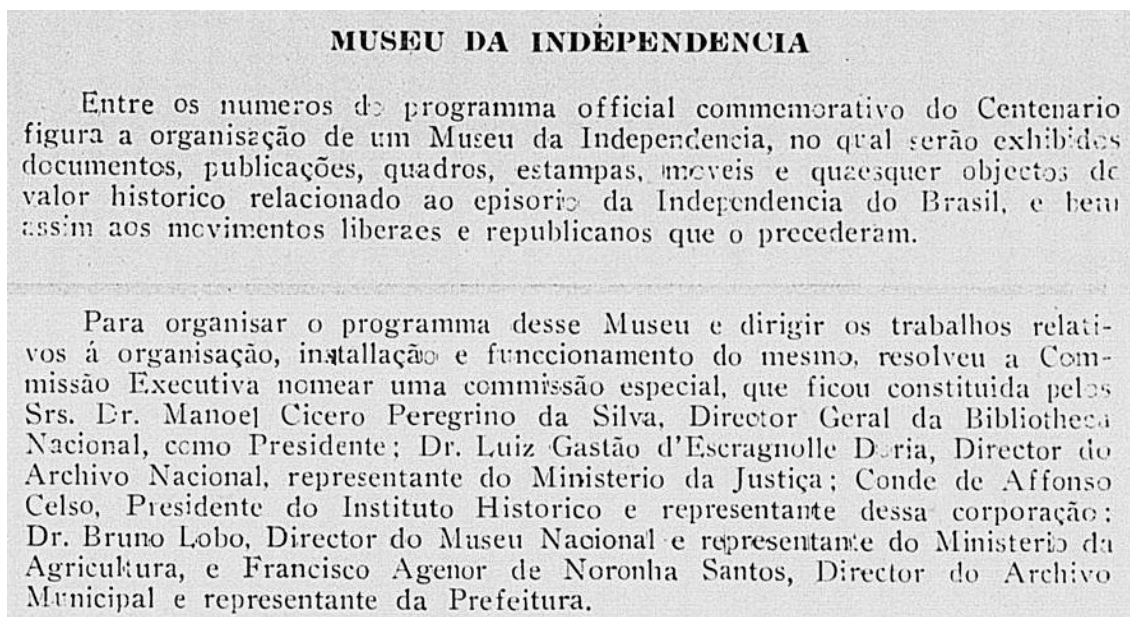 MUSEU DA INDÉPENDENCIA
Entre os numeros do programma official commemorativo do Centenario
figura a organisação de um Museu da Independencia, no qual serão exhibidos
documentos, publicações, quadros, estampas, moveis e quaesquer objectos de
valor historico relacionado ao episorio da Independencia do Brasil, e bem
assim aos movimentos liberaes e republicanos que o precederam.
Para organisar o programma desse Museu e dirigir os trabalhos relati-
vos á organisação, installação e funccionamento do mesmo, resolveu a Com-
missão Executiva nomear uma commissão especial, que ficou constituida pelos
Srs. Dr. Manoel Cicero Peregrino da Silva, Director Geral da Bibliotheca
Nacional, como Presidente; Dr. Luiz Gastão d'Escragnolle Doria, Director do
Archivo Nacional, representante do Ministerio da Justiça; Conde de Affonso
Celso, Presidente do Instituto Historico e representante dessa corporação:
Dr. Bruno Lobo, Director do Museu Nacional e representante do Ministerio da
Agricultura, e Francisco Agenor de Noronha Santos, Director do Archivo
Municipal e representante da Prefeitura.